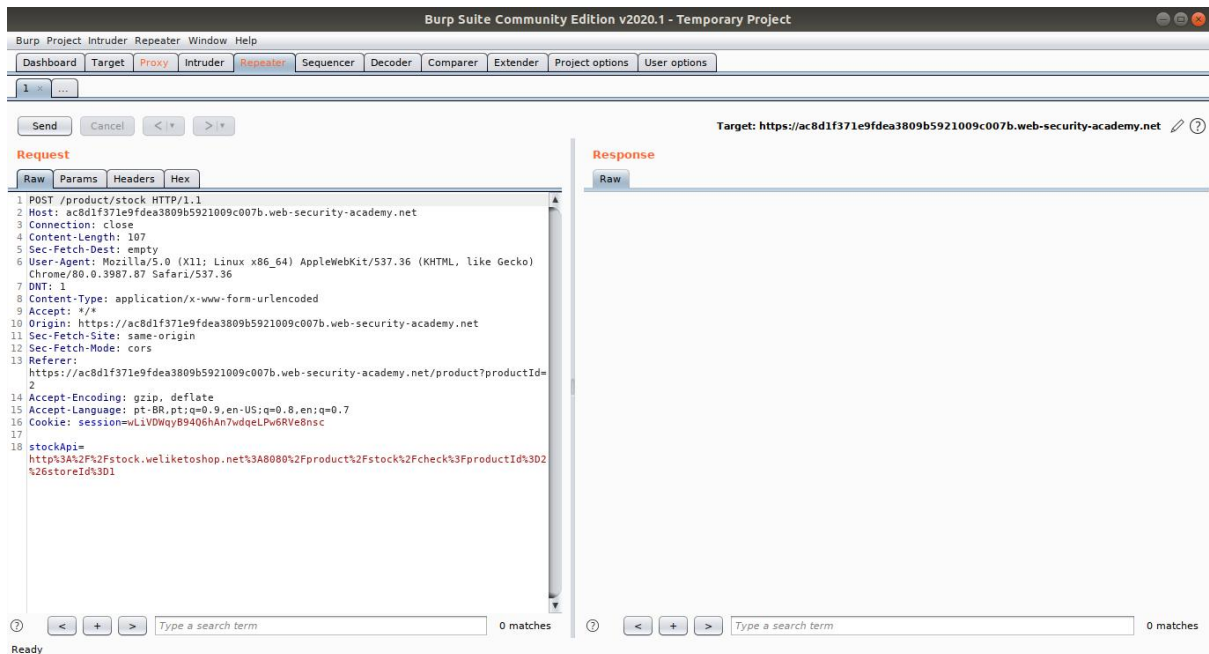 Burp Suite Community Edition v2020.1 - Temporary Project
Burp Project Intruder Repeater Window Help
Dashboard Target Proxy Intruder Repeater Sequencer Decoder Comparer Extender Project options User options
1 × ...
Send Cancel < > Target: https://ac8d1f371e9fdea3809b5921009c007b.web-security-academy.net ?
Request
Raw Params Headers Hex
1 POST /product/stock HTTP/1.1
2 Host: ac8d1f371e9fdea3809b5921009c007b.web-security-academy.net
3 Connection: close
4 Content-Length: 107
5 Sec-Fetch-Dest: empty
6 User-Agent: Mozilla/5.0 (X11; Linux x86_64) AppleWebKit/537.36 (KHTML, like Gecko)
Chrome/80.0.3987.87 Safari/537.36
7 DNT: 1
8 Content-Type: application/x-www-form-urlencoded
9 Accept: */*
10 Origin: https://ac8d1f371e9fdea3809b5921009c007b.web-security-academy.net
11 Sec-Fetch-Site: same-origin
12 Sec-Fetch-Mode: cors
13 Referer:
https://ac8d1f371e9fdea3809b5921009c007b.web-security-academy.net/product?productId=
2
14 Accept-Encoding: gzip, deflate
15 Accept-Language: pt-BR,pt;q=0.9,en-US;q=0.8,en;q=0.7
16 Cookie: session=wLiVDWqyB94Q6hAn7wdqeLPw6RVe8nsc
17
18 stockApi=
http%3A%2F%2Fstock.weliketoshop.net%3A8080%2Fproduct%2Fstock%2Fcheck%3FproductId%3D2
%26storeId%3D1
? < + > Type a search term 0 matches
Response
Raw
? < + > Type a search term 0 matches
Ready